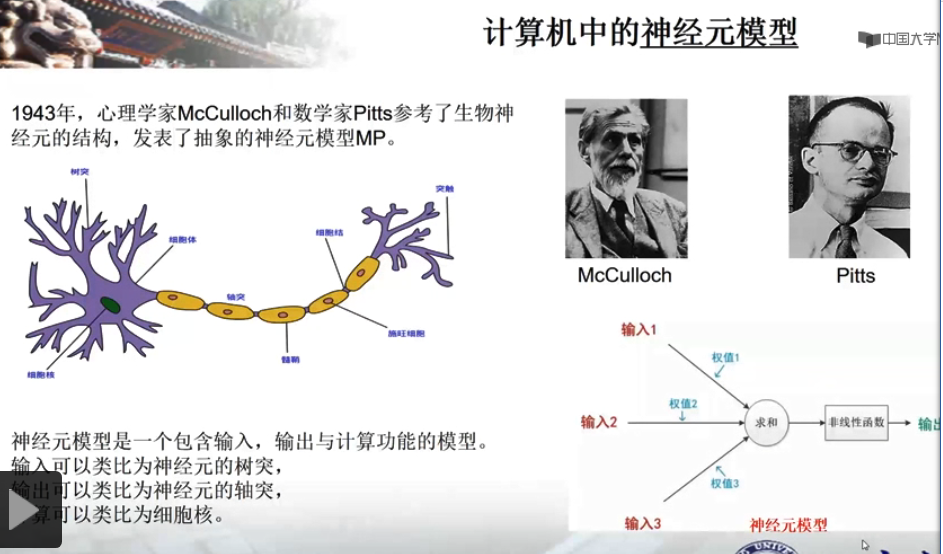 计算机中的神经元模型
中国大学
1943年，心理学家McCulloch和数学家Pitts参考了生物神
经元的结构，发表了抽象的神经元模型MP。
树突
突触
细胞体
细胞结
轴突
施旺细胞
髓鞘
细胞核
McCulloch
Pitts
输入1
权值1
输入2
权值2
求和
非线性函数
输出
权值3
输入3
神经元模型
神经元模型是一个包含输入，输出与计算功能的模型。
输入可以类比为神经元的树突，
输出可以类比为神经元的轴突，
算可以类比为细胞核。
UNIVER